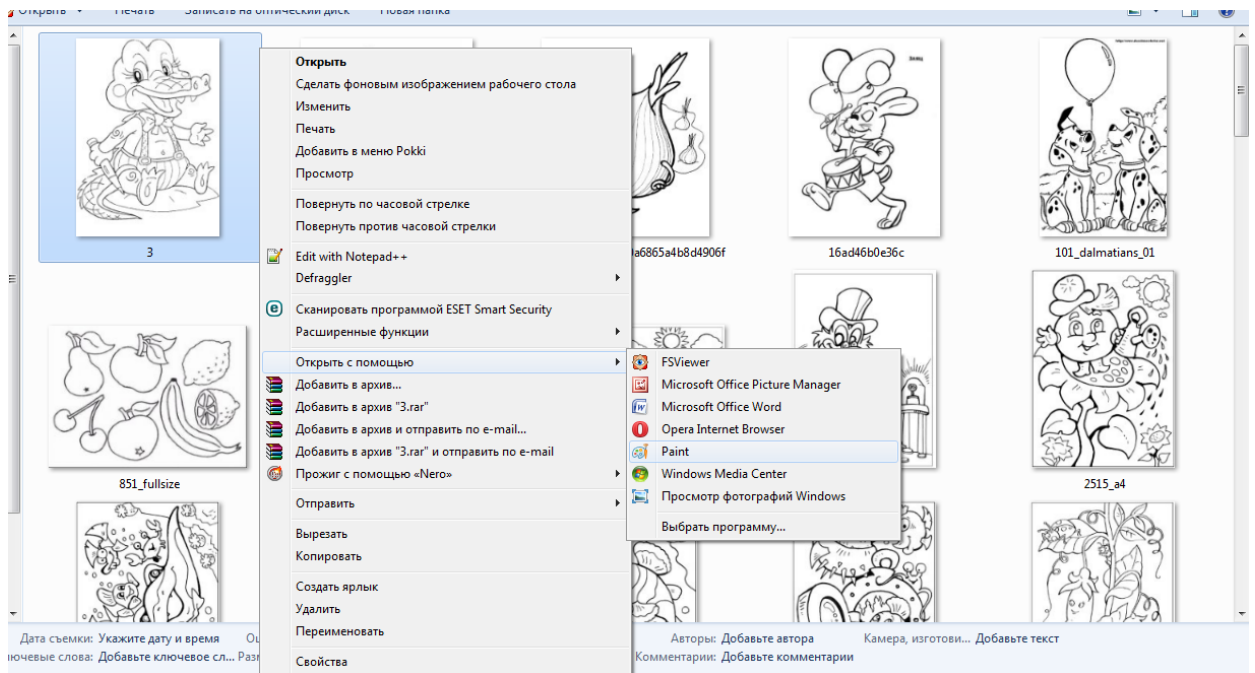 Открыть Печать Записать на оптический диск Новая папка
3
6865a4b8d4906f
16ad46b0e36c
101_dalmatians_01
851_fullsize
2515_a4
Открыть
Сделать фоновым изображением рабочего стола
Изменить
Печать
Добавить в меню Pokki
Просмотр
Повернуть по часовой стрелке
Повернуть против часовой стрелки
Edit with Notepad++
Defraggler
Сканировать программой ESET Smart Security
Расширенные функции
Открыть с помощью
Добавить в архив...
Добавить в архив "3.rar"
Добавить в архив и отправить по e-mail...
Добавить в архив "3.rar" и отправить по e-mail
Прожиг с помощью «Nero»
Отправить
Вырезать
Копировать
Создать ярлык
Удалить
Переименовать
Свойства
FSViewer
Microsoft Office Picture Manager
Microsoft Office Word
Opera Internet Browser
Paint
Windows Media Center
Просмотр фотографий Windows
Выбрать программу...
Дата съемки: Укажите дату и время Оц Авторы: Добавьте автора Камера, изготови... Добавьте текст
лючевые слова: Добавьте ключевое сл... Раз Комментарии: Добавьте комментарии